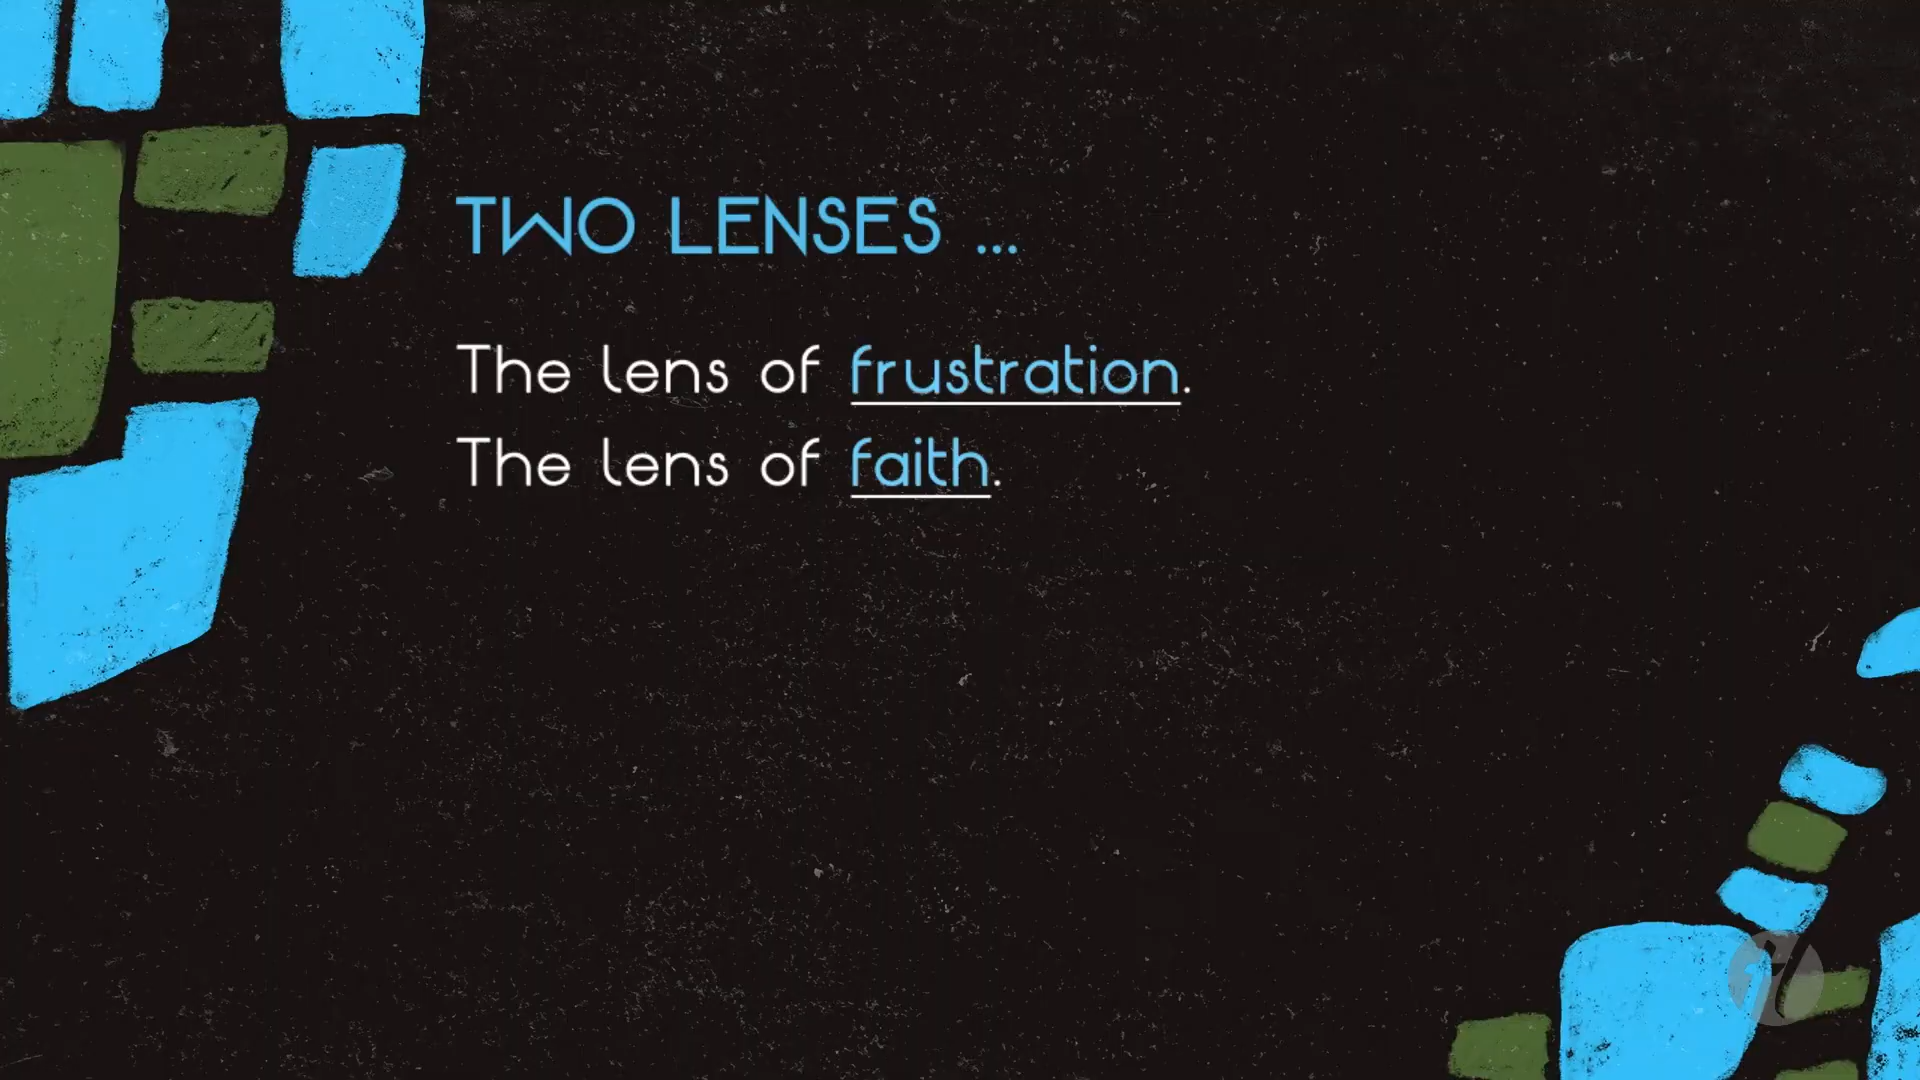 TWO LENSES ...
The lens of frustration.
The lens of faith.